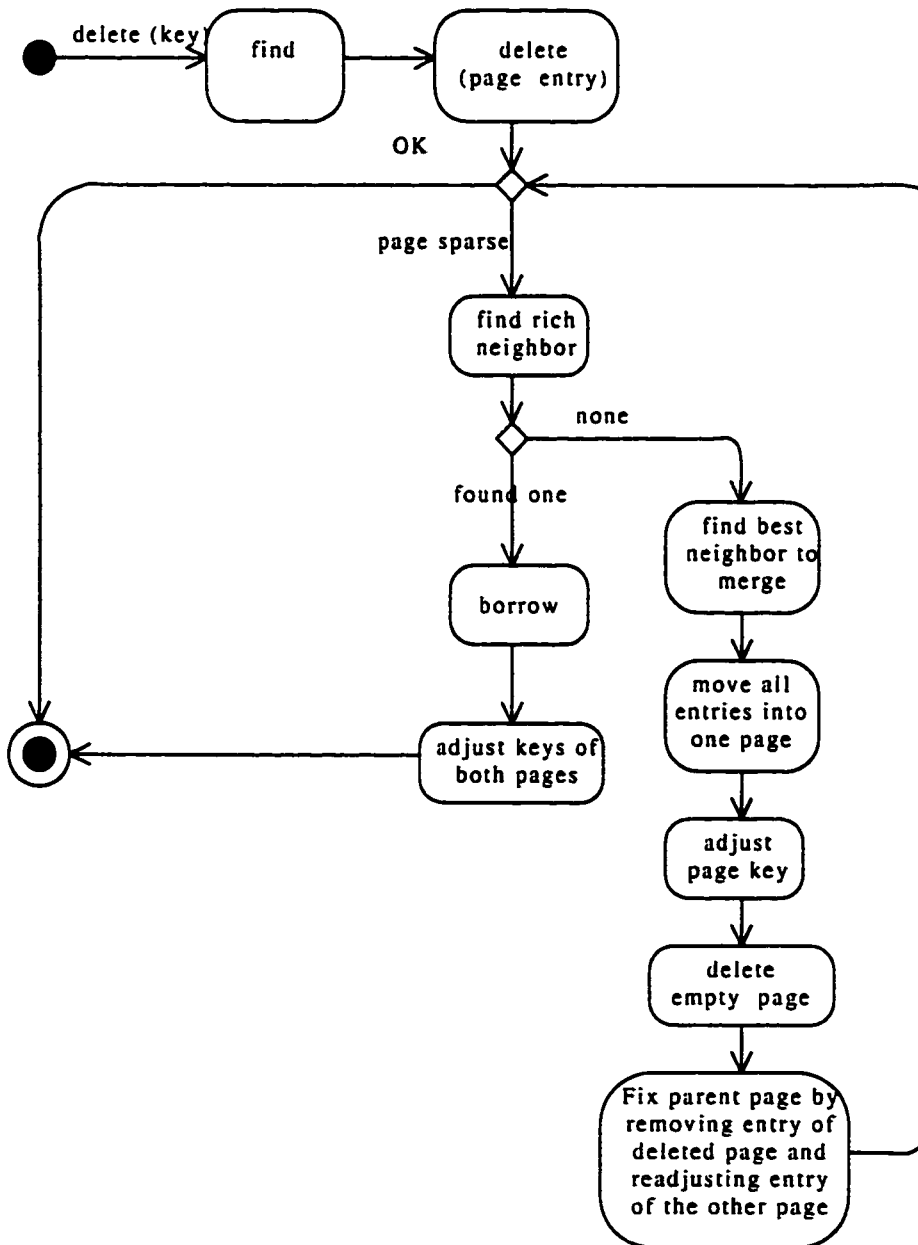 delete (key)
find
delete
(page entry)
OK
page sparse
find rich
neighbor
none
found one
find best
neighbor to
merge
borrow
move all
entries into
one page
adjust keys of
both pages
adjust
page key
delete
empty page
Fix parent page by
removing entry of
deleted page and
readjusting entry
of the other page